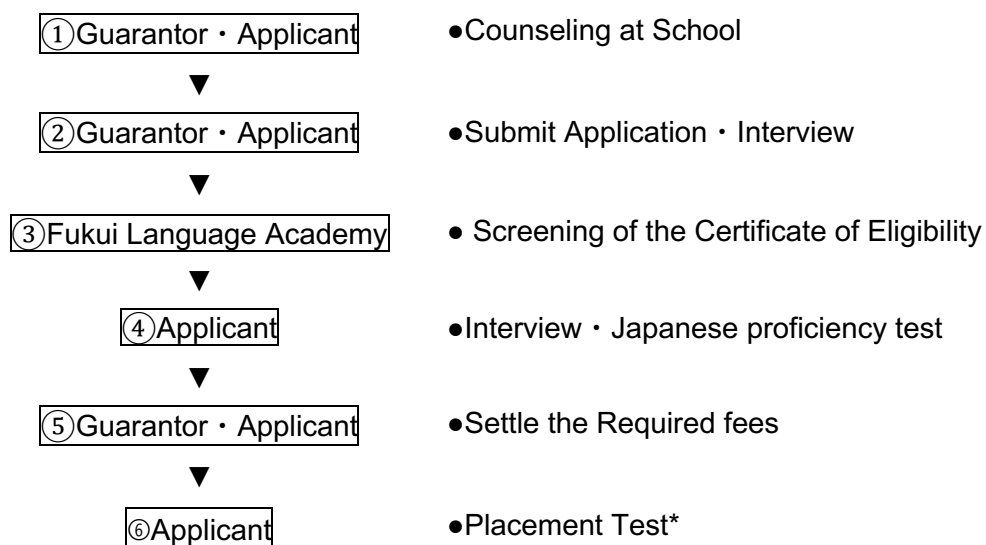 ①Guarantor・Applicant ●Counseling at School
▼
②Guarantor・Applicant ●Submit Application・Interview
▼
③Fukui Language Academy ● Screening of the Certificate of Eligibility
▼
④Applicant ●Interview・Japanese proficiency test
▼
⑤Guarantor・Applicant ●Settle the Required fees
▼
⑥Applicant ●Placement Test*